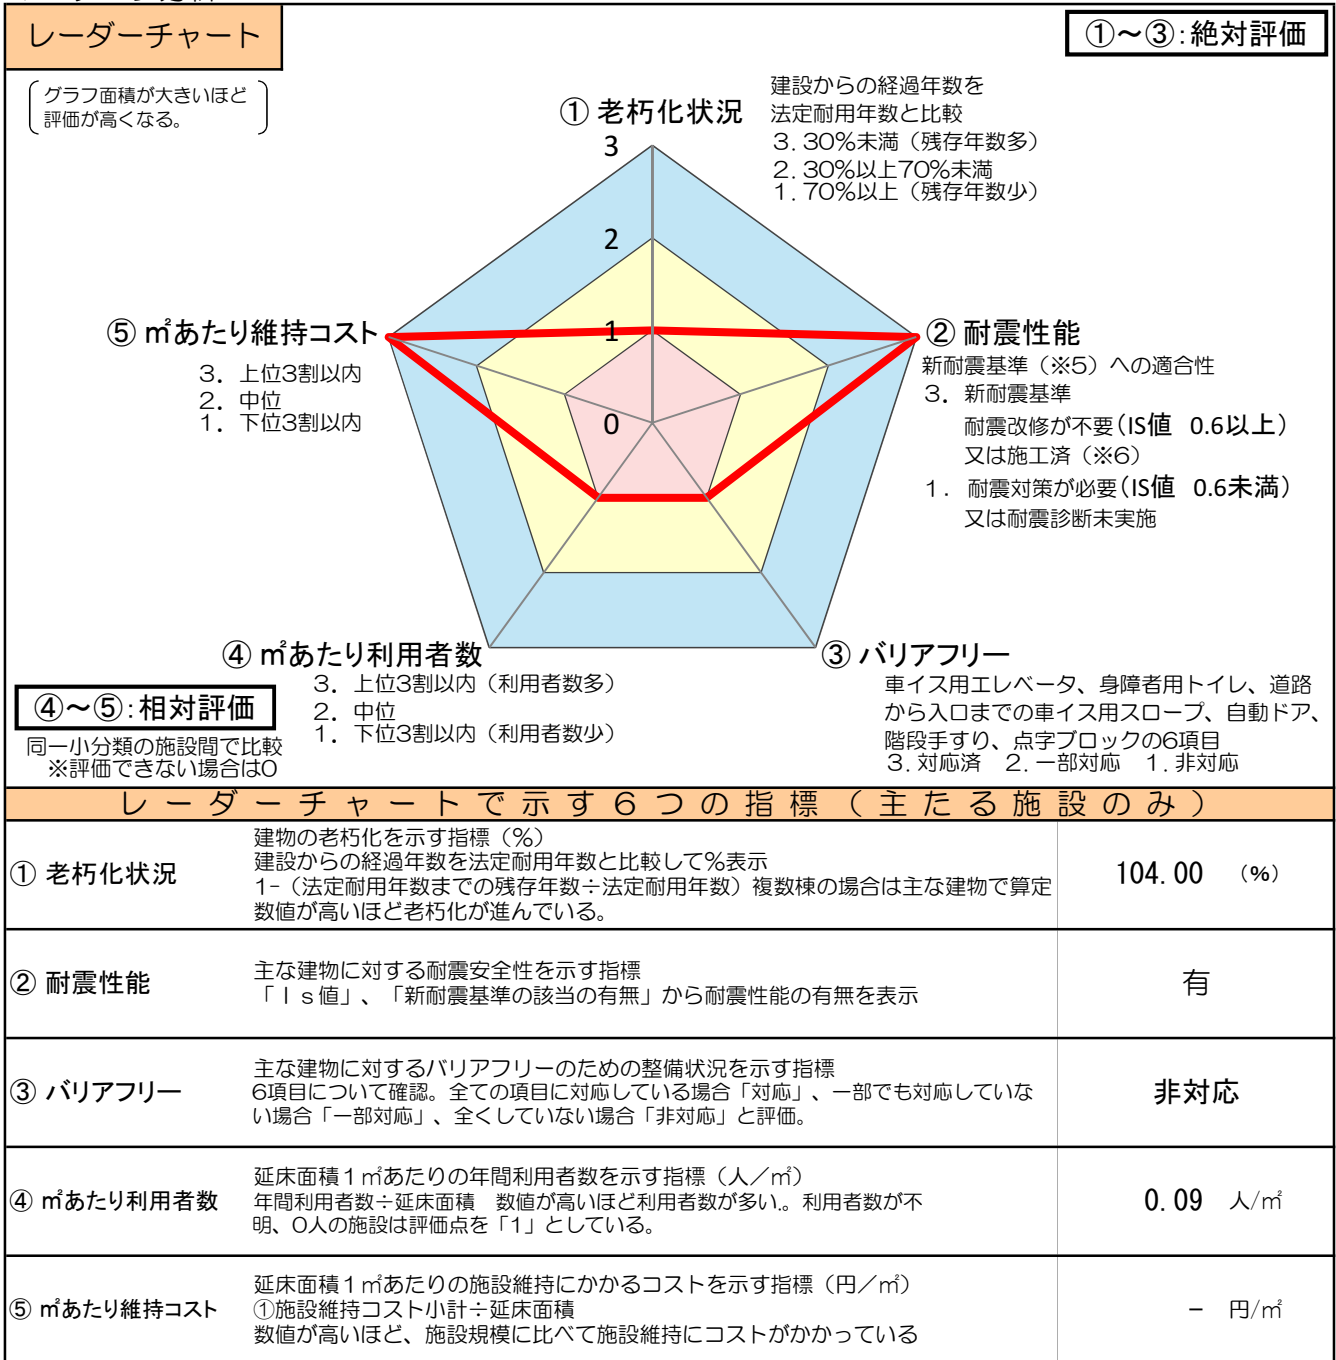 レーダーチャート
①～③:絶対評価
グラフ面積が大きいほど
評価が高くなる。
① 老朽化状況
建設からの経過年数を
法定耐用年数と比較
3．30%未満（残存年数多）
2．30%以上70%未満
1．70%以上（残存年数少）
3
2
1
0
⑤ ㎡あたり維持コスト
3．上位3割以内
2．中位
1．下位3割以内
② 耐震性能
新耐震基準（※5）への適合性
3．新耐震基準
耐震改修が不要（IS値 0.6以上）
又は施工済（※6）
1．耐震対策が必要（IS値 0.6未満）
又は耐震診断未実施
④ ㎡あたり利用者数
3．上位3割以内（利用者数多）
2．中位
1．下位3割以内（利用者数少）
③ バリアフリー
車イス用エレベータ、身障者用トイレ、道路
から入口までの車イス用スロープ、自動ドア、
階段手すり、点字ブロックの6項目
3．対応済 2．一部対応 1．非対応
④～⑤:相対評価
同一小分類の施設間で比較
※評価できない場合は0
レーダーチャートで示す6つの指標（主たる施設のみ）
① 老朽化状況
建物の老朽化を示す指標（%）
建設からの経過年数を法定耐用年数と比較して%表示
1-（法定耐用年数までの残存年数÷法定耐用年数）複数棟の場合は主な建物で算定
数値が高いほど老朽化が進んでいる。
104.00 （%）
② 耐震性能
主な建物に対する耐震安全性を示す指標
「Ｉｓ値」、「新耐震基準の該当の有無」から耐震性能の有無を表示
有
③ バリアフリー
主な建物に対するバリアフリーのための整備状況を示す指標
6項目について確認。全ての項目に対応している場合「対応」、一部でも対応していな
い場合「一部対応」、全くしていない場合「非対応」と評価。
非対応
④ ㎡あたり利用者数
延床面積１㎡あたりの年間利用者数を示す指標（人／㎡）
年間利用者数÷延床面積 数値が高いほど利用者数が多い。利用者数が不
明、0人の施設は評価点を「1」としている。
0.09 人/㎡
⑤ ㎡あたり維持コスト
延床面積１㎡あたりの施設維持にかかるコストを示す指標（円／㎡）
①施設維持コスト小計÷延床面積
数値が高いほど、施設規模に比べて施設維持にコストがかかっている
－ 円/㎡